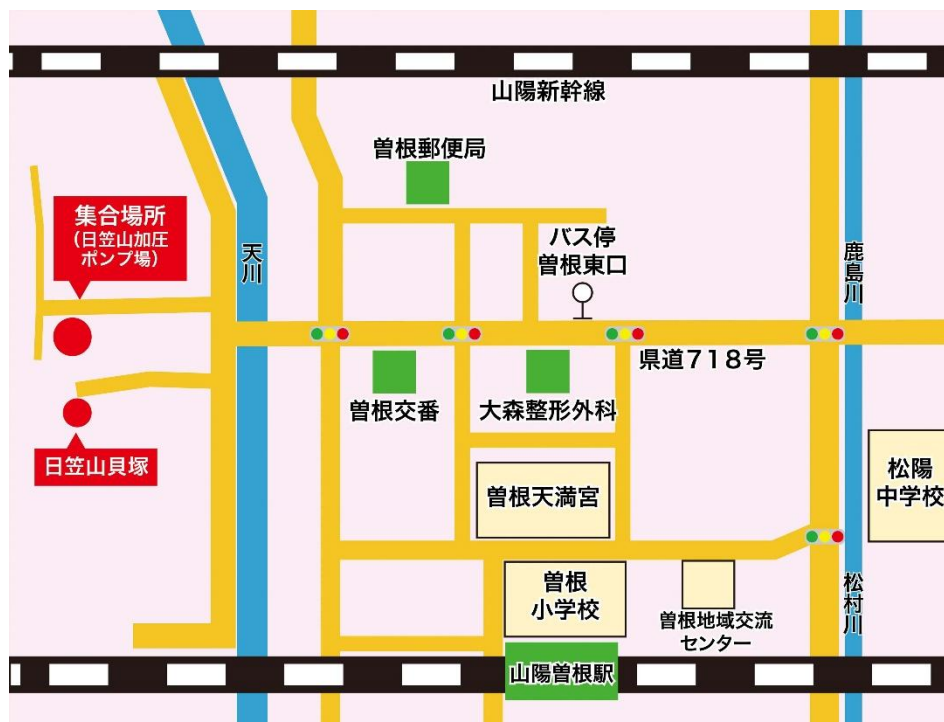 山陽新幹線
曽根郵便局
集合場所
(日笠山加圧
ポンプ場)
天川
バス停
曽根東口
鹿島川
県道718号
曽根交番
大森整形外科
日笠山貝塚
曽根天満宮
松陽
中学校
曽根
小学校
松村川
曽根地域交流
センター
山陽曽根駅